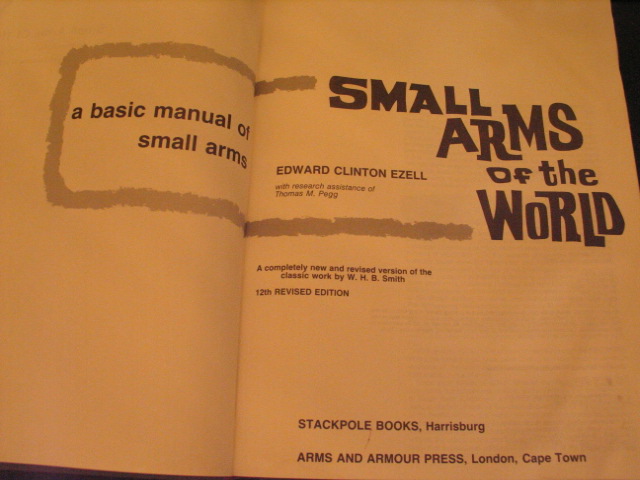 a basic manual of
small arms
SMALL
ARMS
of the
WORLD
EDWARD CLINTON EZELL
with research assistance of
Thomas M. Pegg
A completely new and revised version of the
classic work by W. H. B. Smith
12th REVISED EDITION
STACKPOLE BOOKS, Harrisburg
ARMS AND ARMOUR PRESS, London, Cape Town